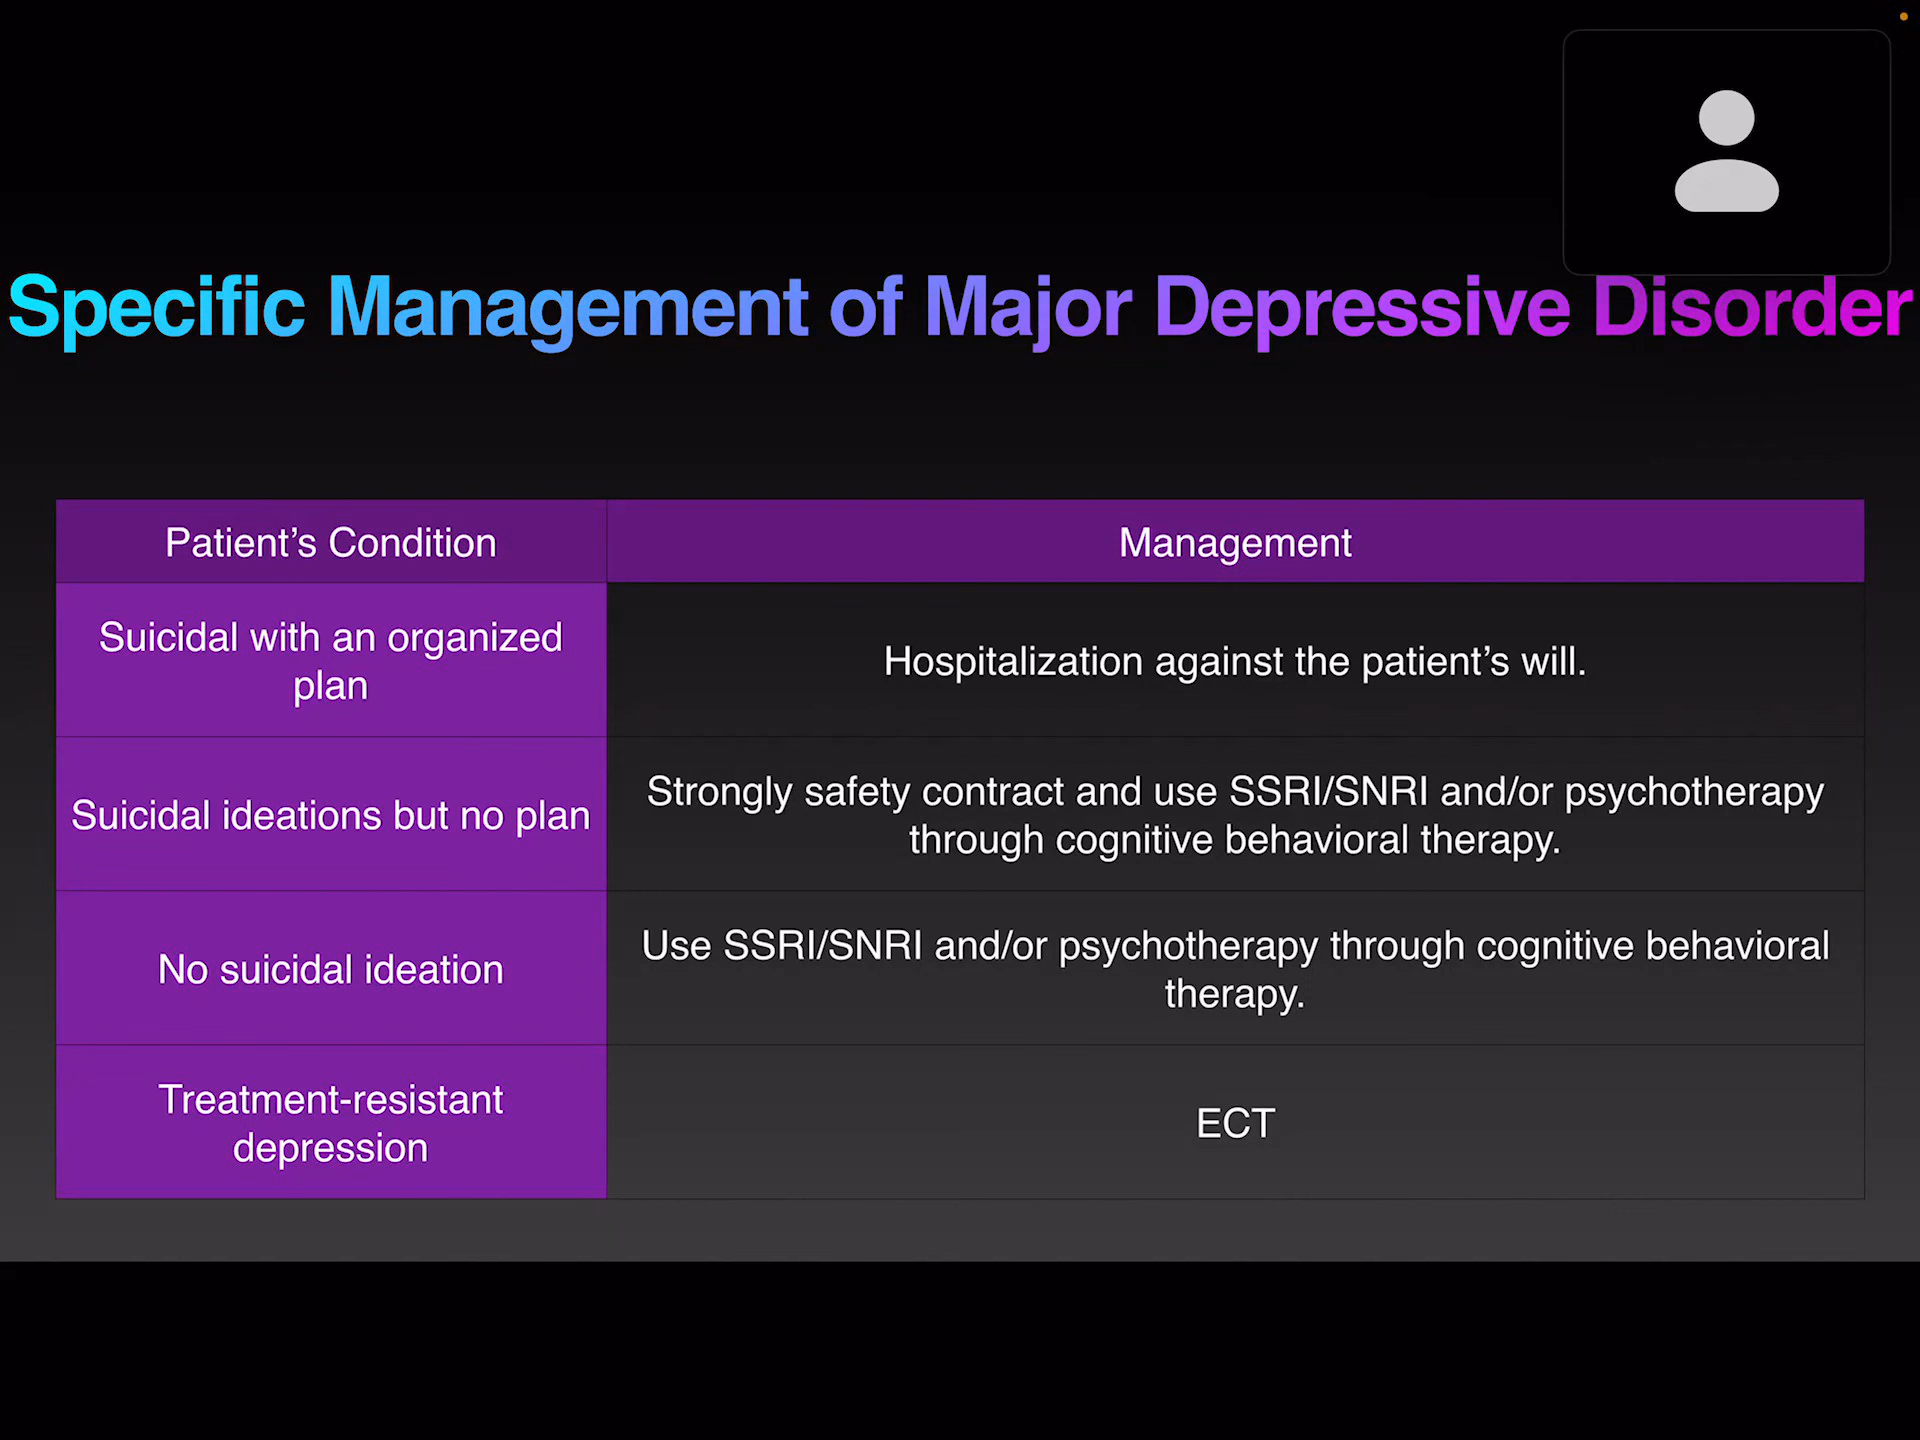 Specific Management of Major Depressive Disorder
Patient’s Condition
Management
Suicidal with an organized
plan
Hospitalization against the patient’s will.
Suicidal ideations but no plan
Strongly safety contract and use SSRI/SNRI and/or psychotherapy
through cognitive behavioral therapy.
No suicidal ideation
Use SSRI/SNRI and/or psychotherapy through cognitive behavioral
therapy.
Treatment-resistant
depression
ECT